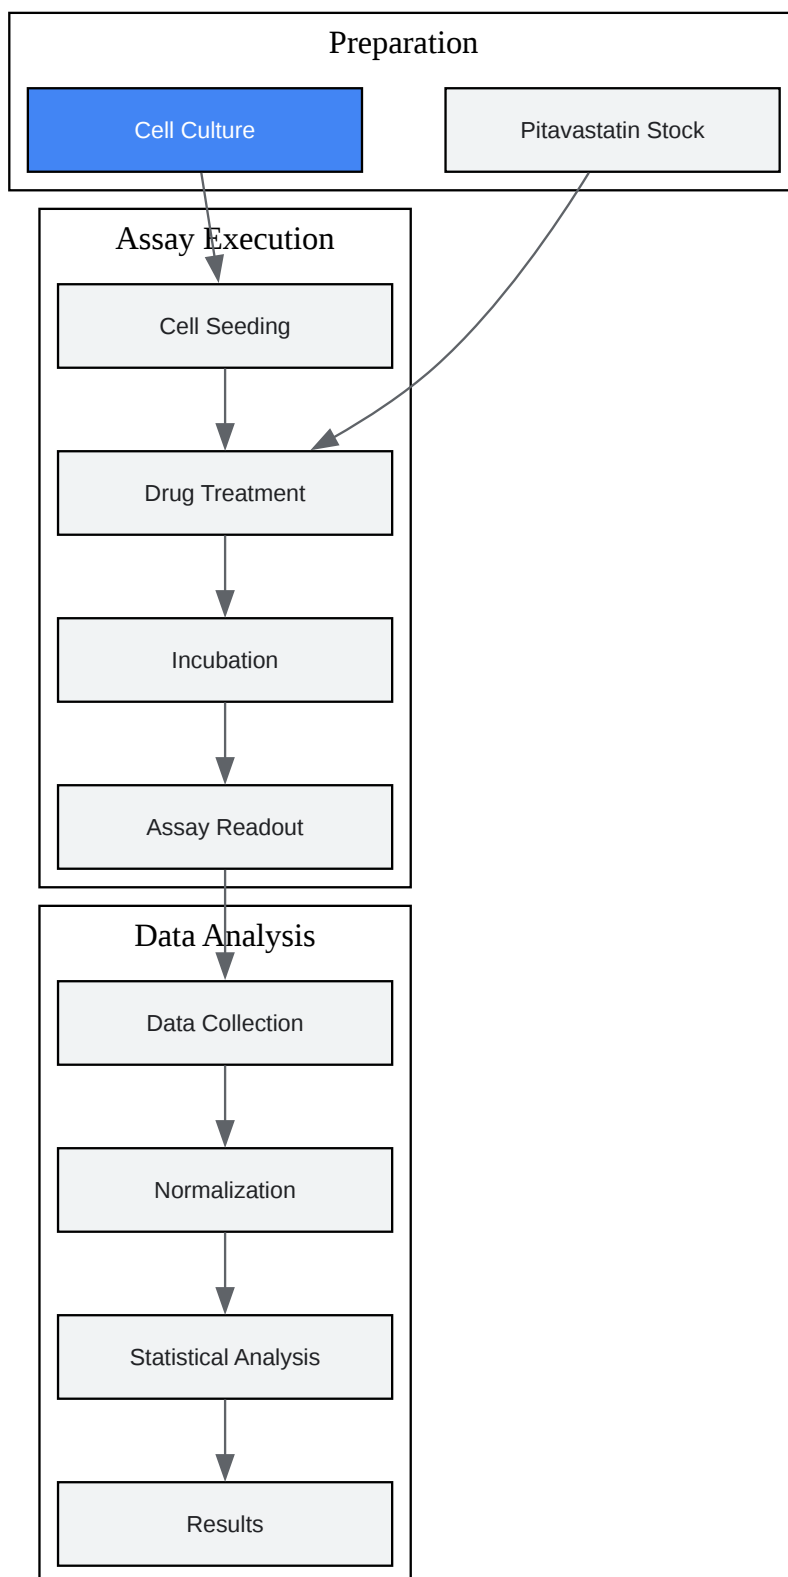 Preparation
Cell Culture
Pitavastatin Stock
Assay Execution
Cell Seeding
Drug Treatment
Incubation
Assay Readout
Data Analysis
Data Collection
Normalization
Statistical Analysis
Results